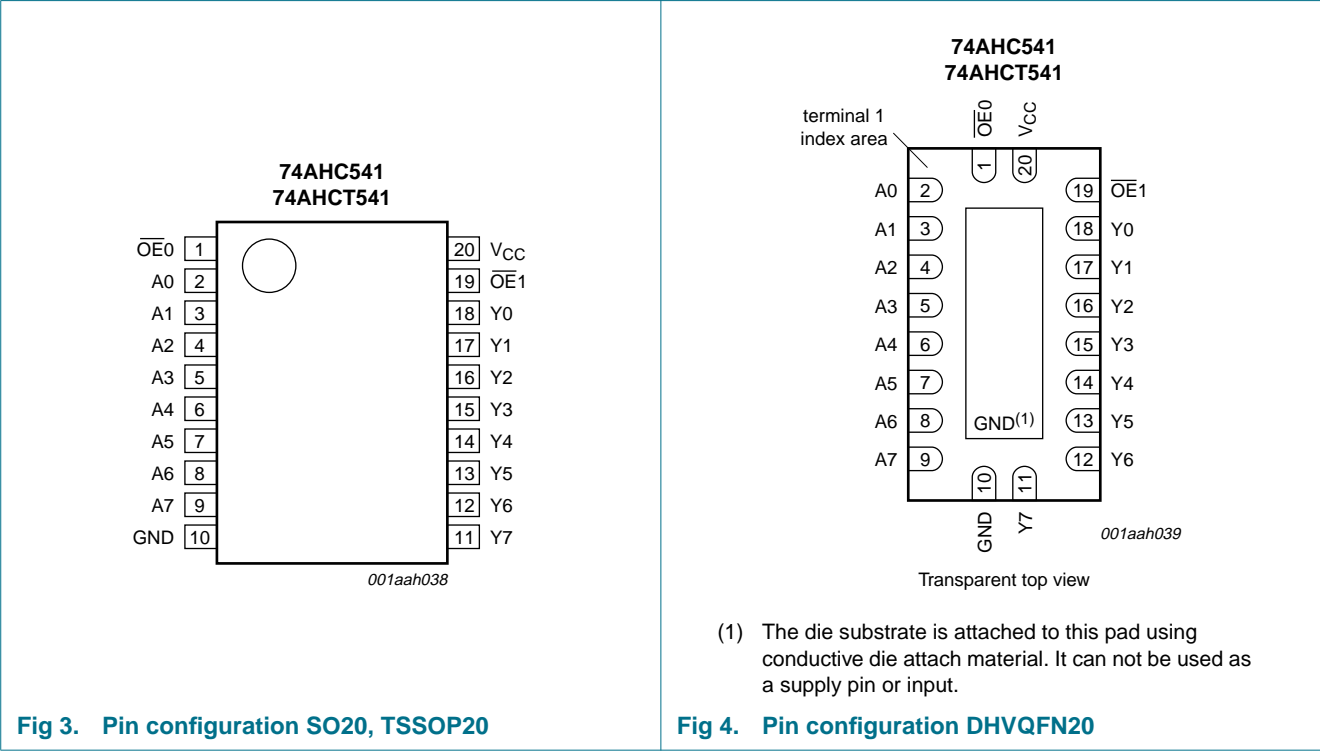 74AHC541
74AHCT541
OE0 1
A0 2
A1 3
A2 4
A3 5
A4 6
A5 7
A6 8
A7 9
GND 10
20 VCC
19 OE1
18 Y0
17 Y1
16 Y2
15 Y3
14 Y4
13 Y5
12 Y6
11 Y7
001aah038
Fig 3. Pin configuration SO20, TSSOP20
74AHC541
74AHCT541
terminal 1
index area
OE0
VCC
1
20
A0 2
A1 3
A2 4
A3 5
A4 6
A5 7
A6 8
A7 9
19 OE1
18 Y0
17 Y1
16 Y2
15 Y3
14 Y4
13 Y5
12 Y6
GND(1)
10
11
GND
Y7
001aah039
Transparent top view
(1) The die substrate is attached to this pad using
conductive die attach material. It can not be used as
a supply pin or input.
Fig 4. Pin configuration DHVQFN20